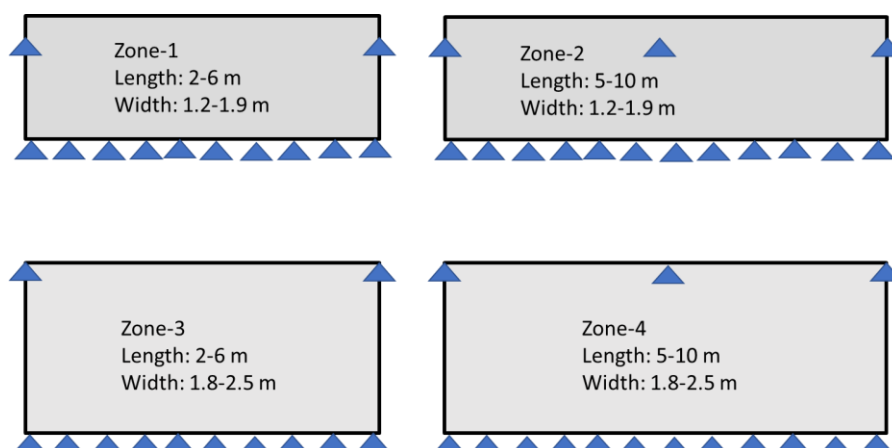 Zone-1
Length: 2-6 m
Width: 1.2-1.9 m
Zone-2
Length: 5-10 m
Width: 1.2-1.9 m
Zone-3
Length: 2-6 m
Width: 1.8-2.5 m
Zone-4
Length: 5-10 m
Width: 1.8-2.5 m